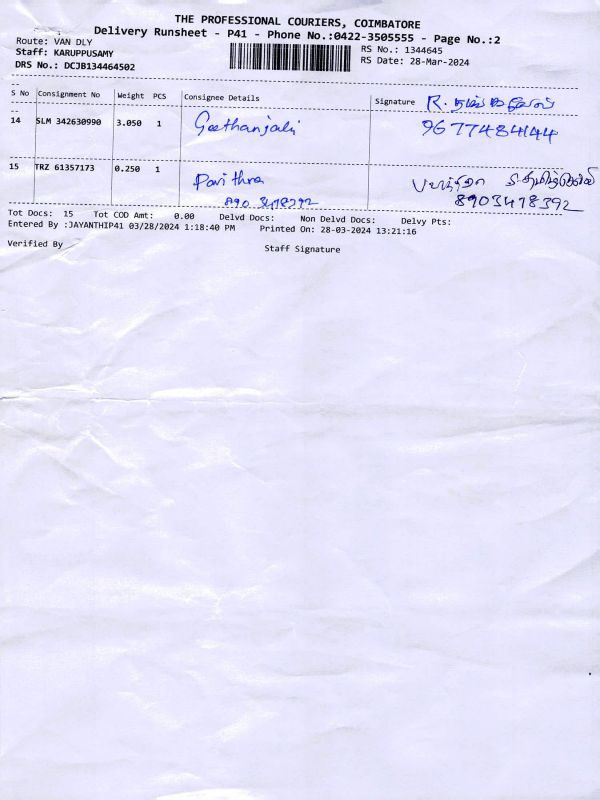 THE PROFESSIONAL COURIERS, COIMBATORE
Delivery Runsheet - P41 - Phone No.:0422-3505555 - Page No.:2
Route: VAN DLY
RS No.: 1344645
Staff: KARUPPUSAMY
RS Date: 28-Mar-2024
DRS No.: DCJB134464502
S No Consignment No Weight PCS Consignee Details Signature R.
14 SLM 342630990 3.050 1 Geethanjali 9677484144
15 TRZ 61357173 0.250 1 Pavithra
890 3478392 8903478392
Tot Docs: 15 Tot COD Amt: 0.00 Delvd Docs: Non Delvd Docs: Delvy Pts:
Entered By :JAYANTHIP41 03/28/2024 1:18:40 PM Printed On: 28-03-2024 13:21:16
Verified By Staff Signature